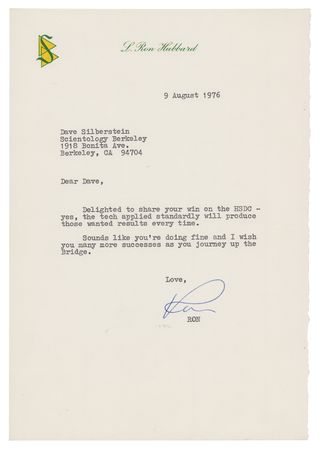 L. Ron Hubbard
9 August 1976
Dave Silberstein
Scientology Berkeley
1918 Bonita Ave.
Berkeley, CA 94704
Dear Dave,
Delighted to share your win on the HSDC -
yes, the tech applied standardly will produce
those wanted results every time.
Sounds like you're doing fine and I wish
you many more successes as you journey up the
Bridge.
Love,
Ron
RON